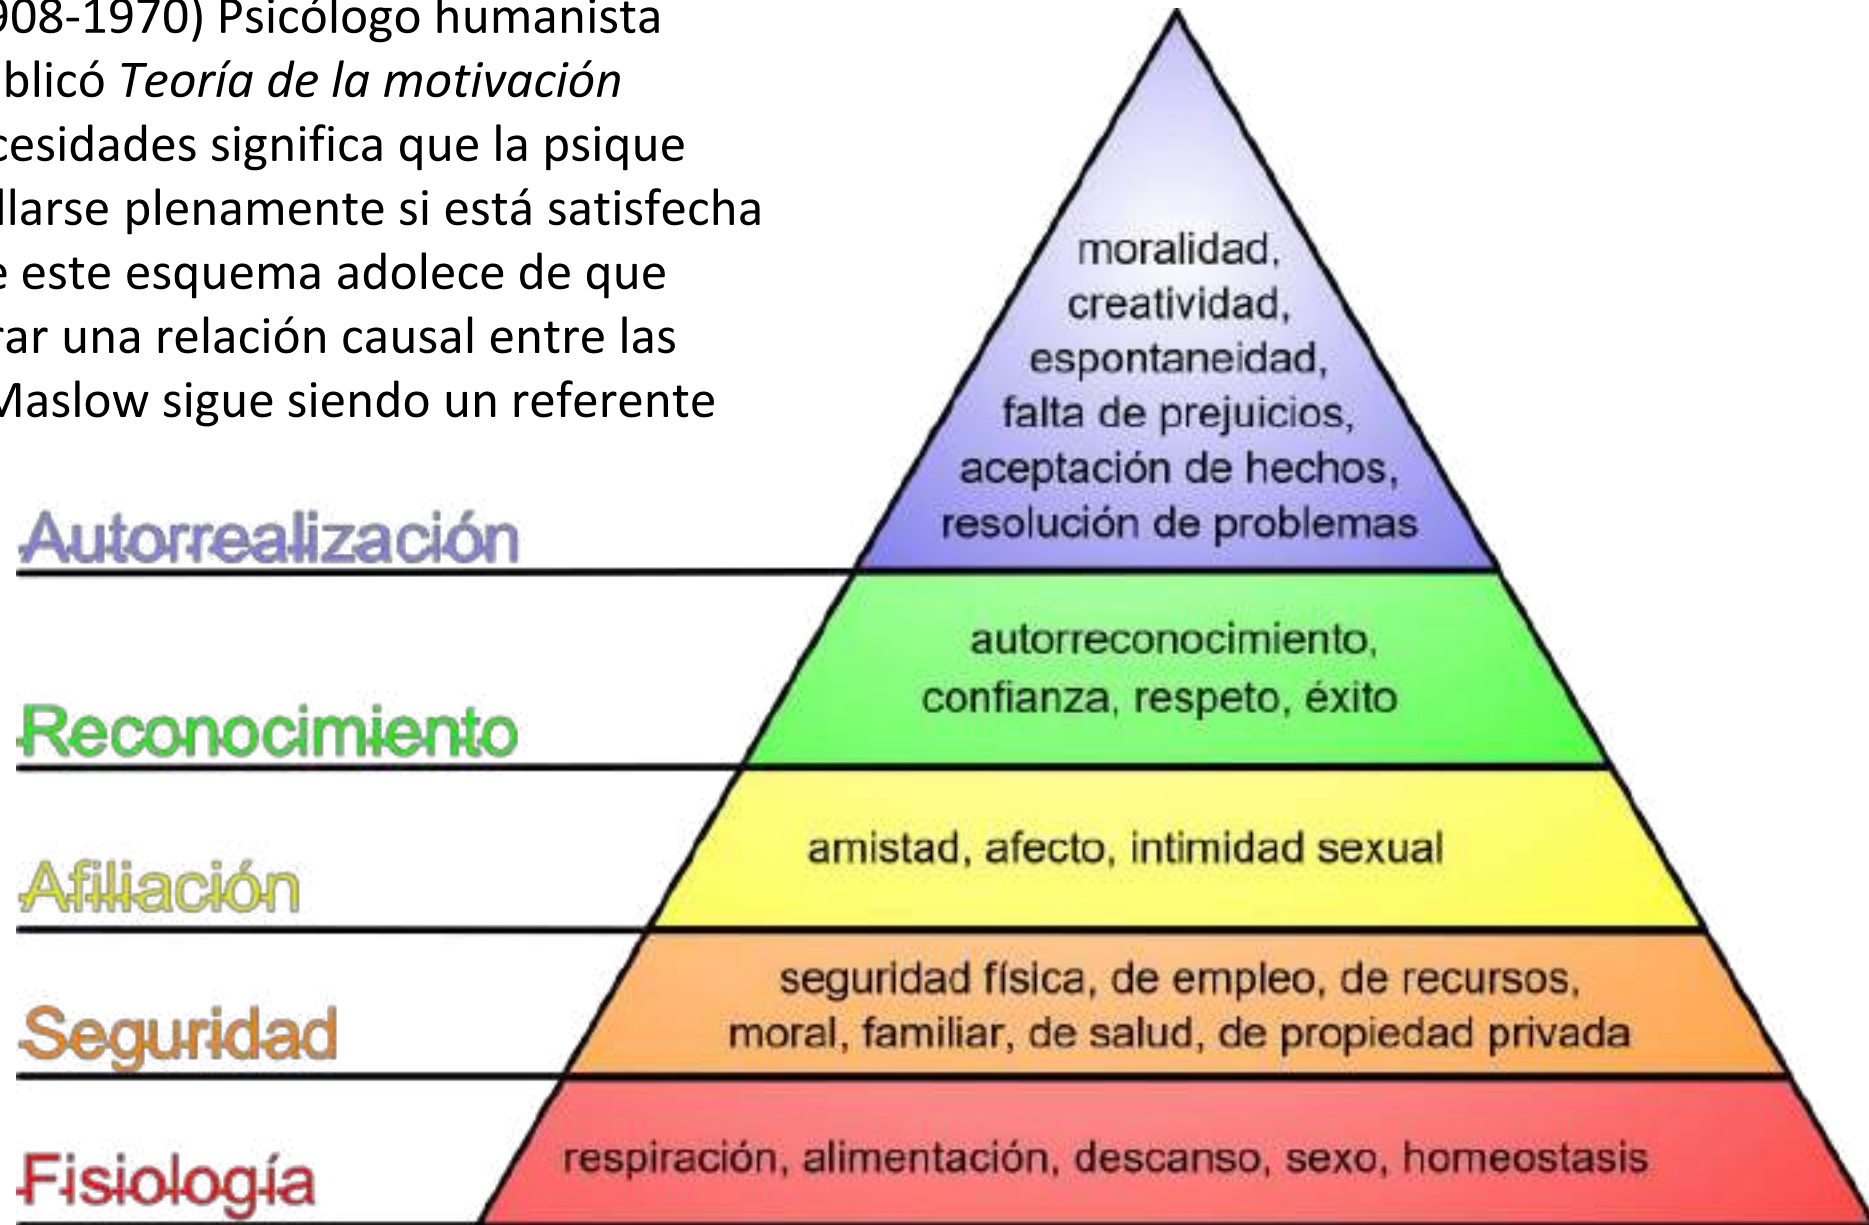 908-1970) Psicólogo humanista
blicó Teoría de la motivación
cesidades significa que la psique
llarse plenamente si está satisfecha
e este esquema adolece de que
rar una relación causal entre las
Maslow sigue siendo un referente
moralidad,
creatividad,
espontaneidad,
falta de prejuicios,
aceptación de hechos,
resolución de problemas
Autorrealización
autorreconocimiento,
confianza, respeto, éxito
Reconocimiento
amistad, afecto, intimidad sexual
Afiliación
seguridad física, de empleo, de recursos,
moral, familiar, de salud, de propiedad privada
Seguridad
respiración, alimentación, descanso, sexo, homeostasis
Fisiología